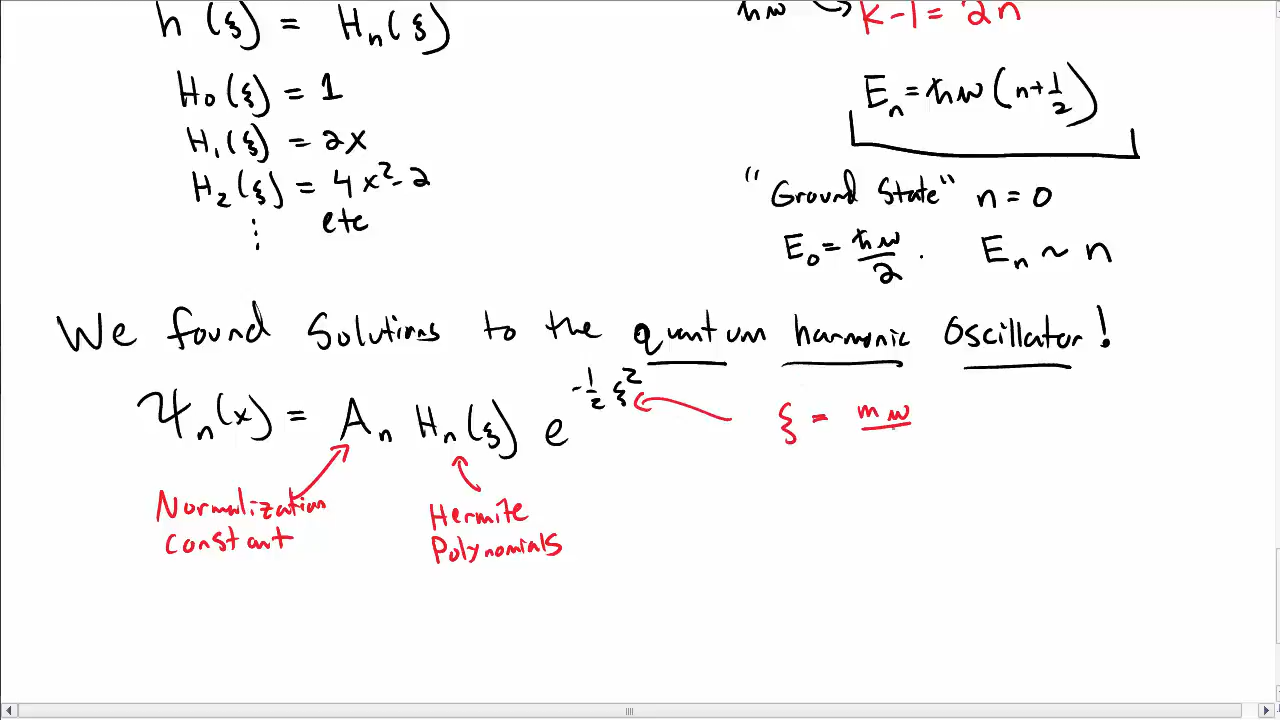 h(ξ) = Hₙ(ξ)
H₀(ξ) = 1
H₁(ξ) = 2x
H₂(ξ) = 4x² - 2
⋮ etc
ħω
k-1 = 2n
Eₙ = ħω(n + 1/2)
"Ground State" n = 0
E₀ = ħω/2 . Eₙ ~ n
We found Solutions to the quantum harmonic Oscillator!
Ψₙ(x) = Aₙ Hₙ(ξ) e^(-1/2 ξ²)
ξ = mω
Normalization
Constant
Hermite
Polynomials